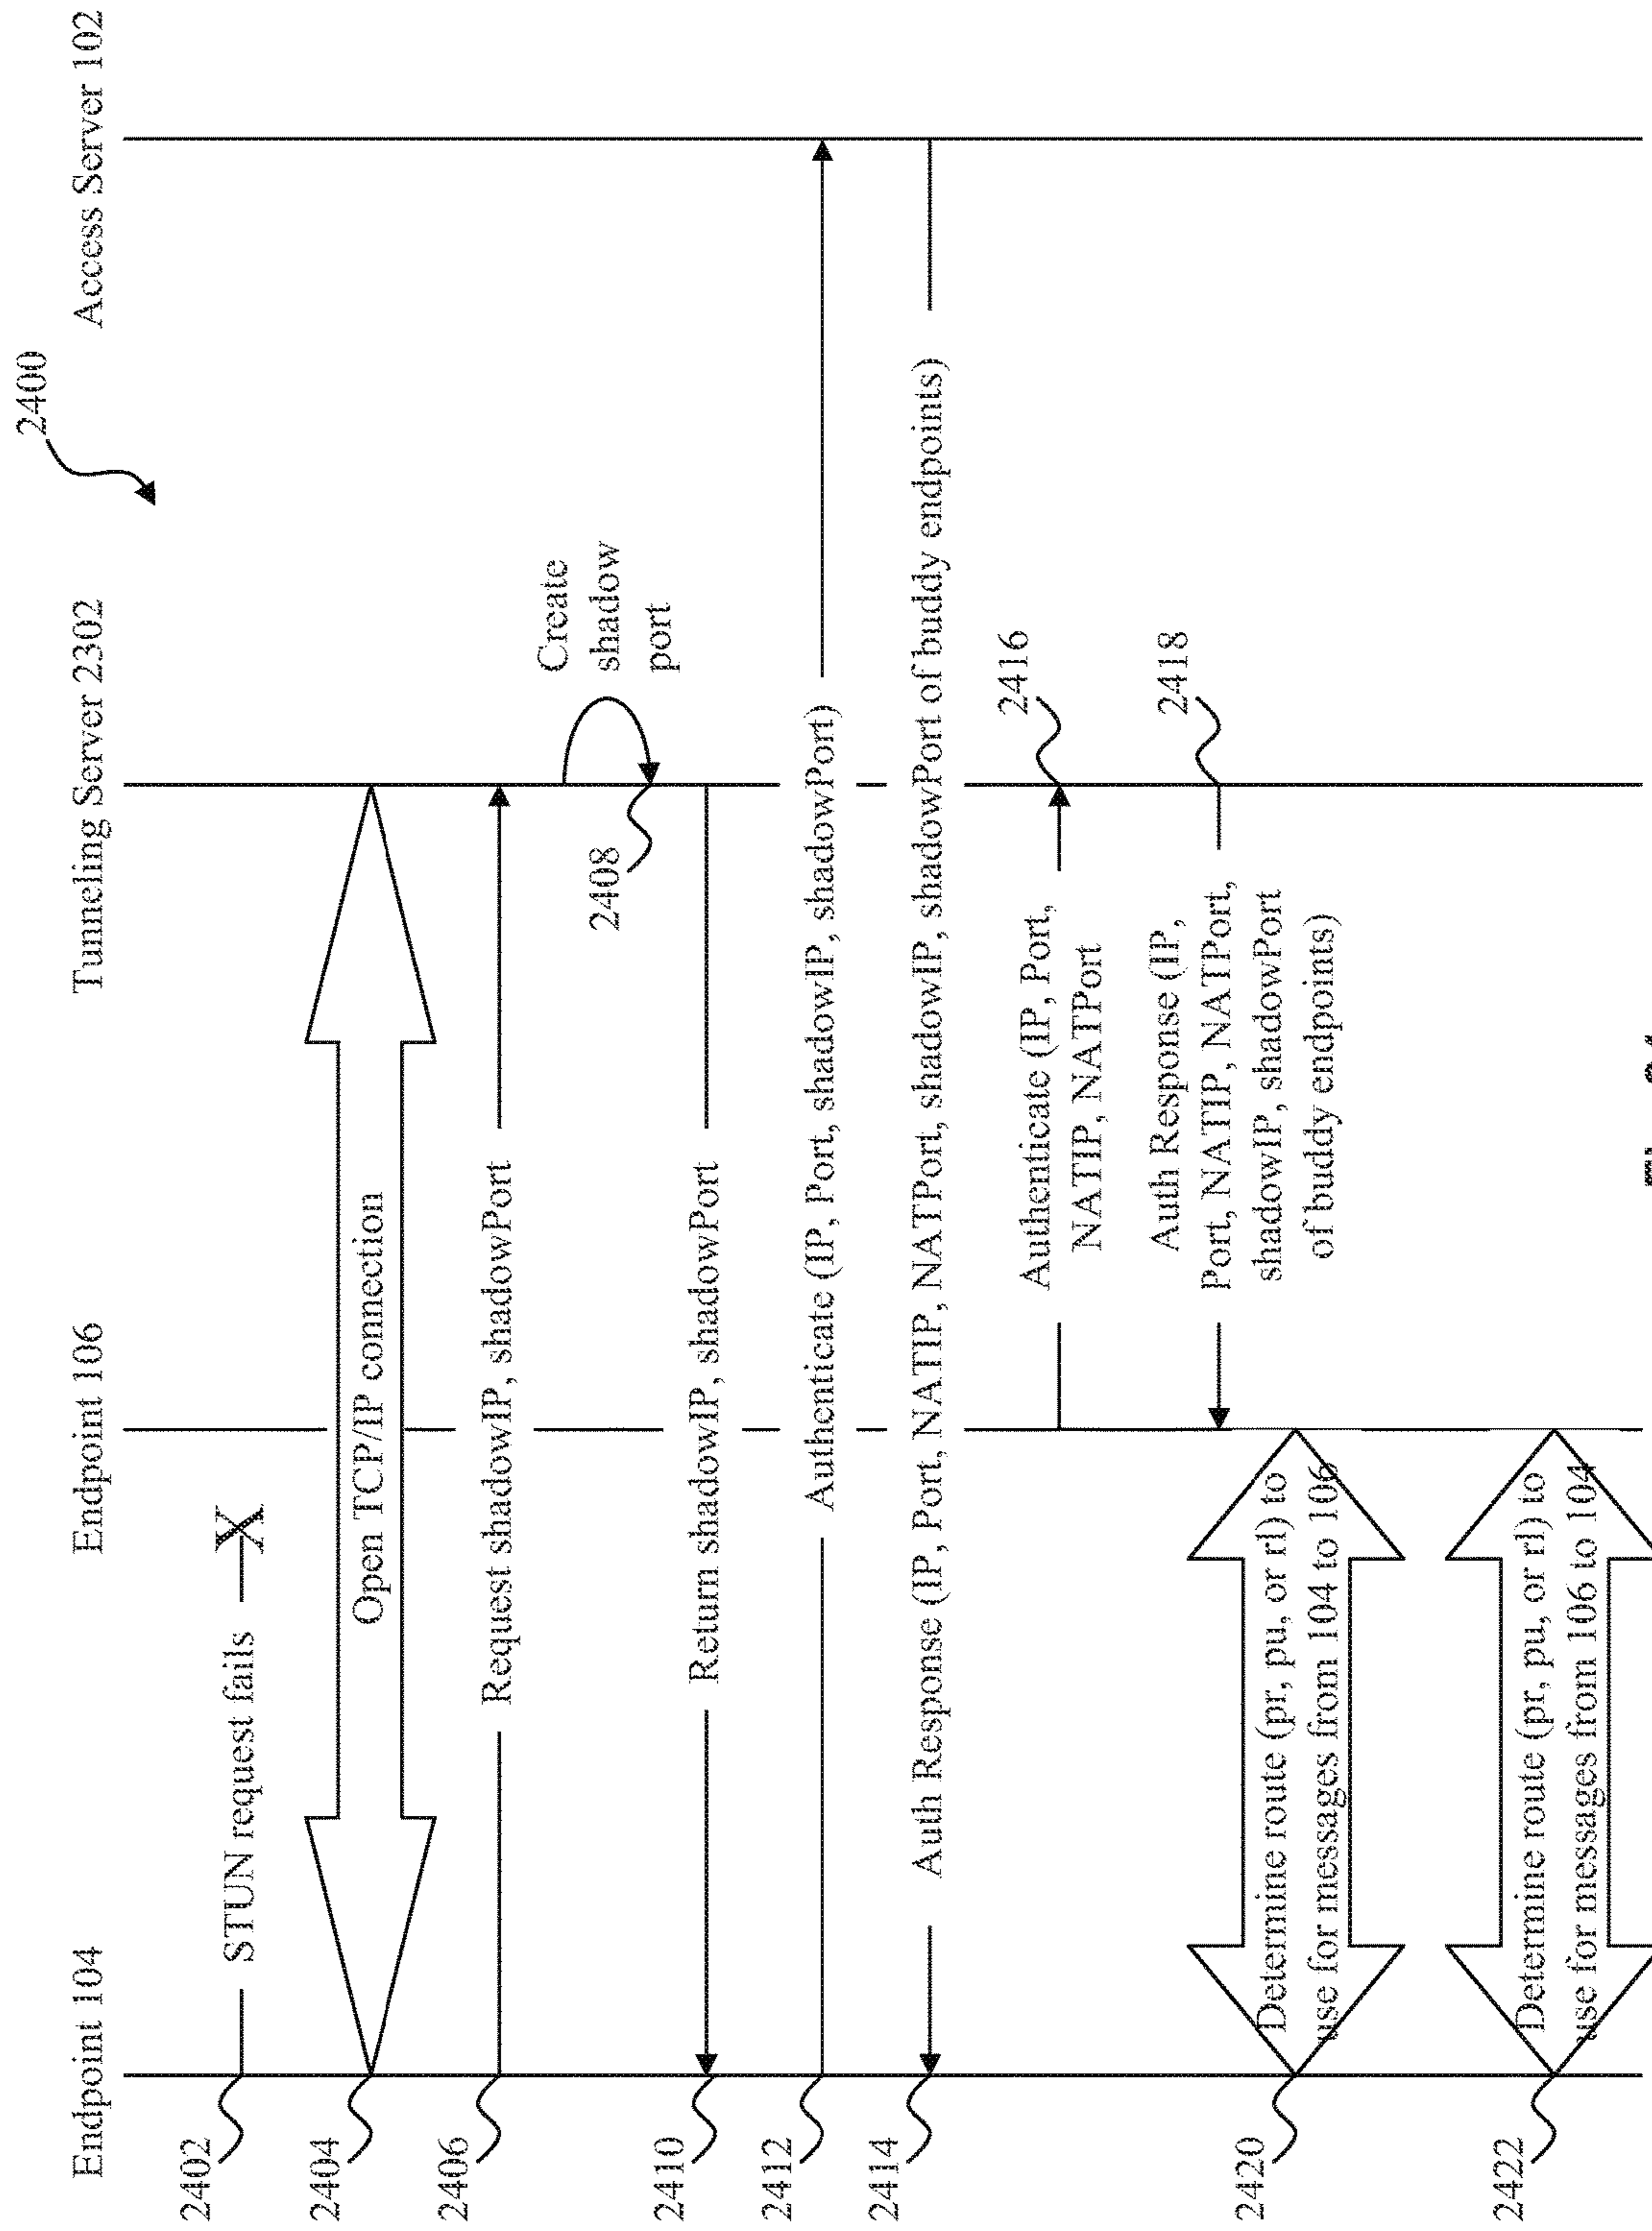 2400
Endpoint 104
Endpoint 106
Tunneling Server 2302
Access Server 102
2402
STUN request fails
X
2404
Open TCP/IP connection
2406
Request shadowIP, shadowPort
Create
shadow
port
2408
2410
Return shadowIP, shadowPort
2412
Authenticate (IP, Port, shadowIP, shadowPort)
2414
Auth Response (IP, Port, NATIP, NATPort, shadowIP, shadowPort of buddy endpoints)
Authenticate (IP, Port,
NATIP, NATPort
2416
Auth Response (IP,
Port, NATIP, NATPort,
shadowIP, shadowPort
of buddy endpoints)
2418
2420
Determine route (pr, pu, or rl) to
use for messages from 104 to 106
2422
Determine route (pr, pu, or rl) to
use for messages from 106 to 104